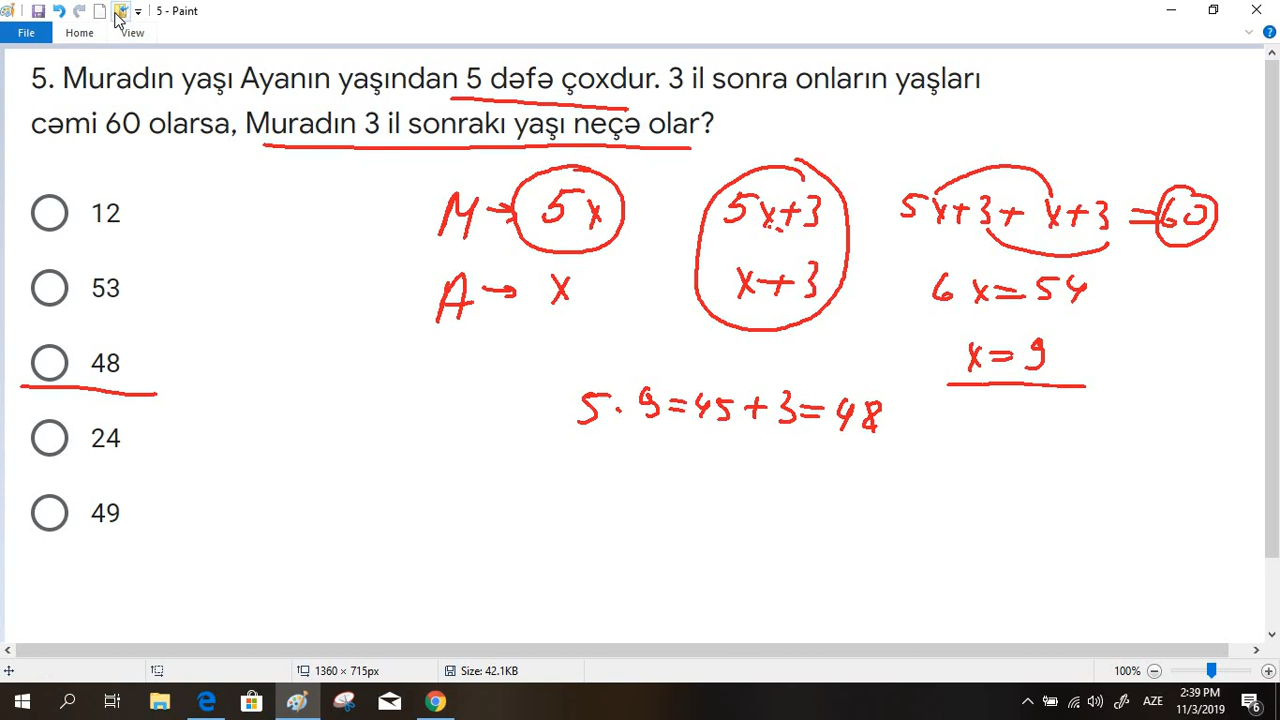 5 - Paint
File Home View
5. Muradın yaşı Ayanın yaşından 5 dəfə çoxdur. 3 il sonra onların yaşları
cəmi 60 olarsa, Muradın 3 il sonrakı yaşı neçə olar?
12
53
48
24
49
M → 5x
A → x
5x+3
x+3
5x+3+ x+3 =60
6x=54
x=9
5·9=45+3=48
1360 × 715px
Size: 42.1KB
100%
AZE
2:39 PM
11/3/2019
6